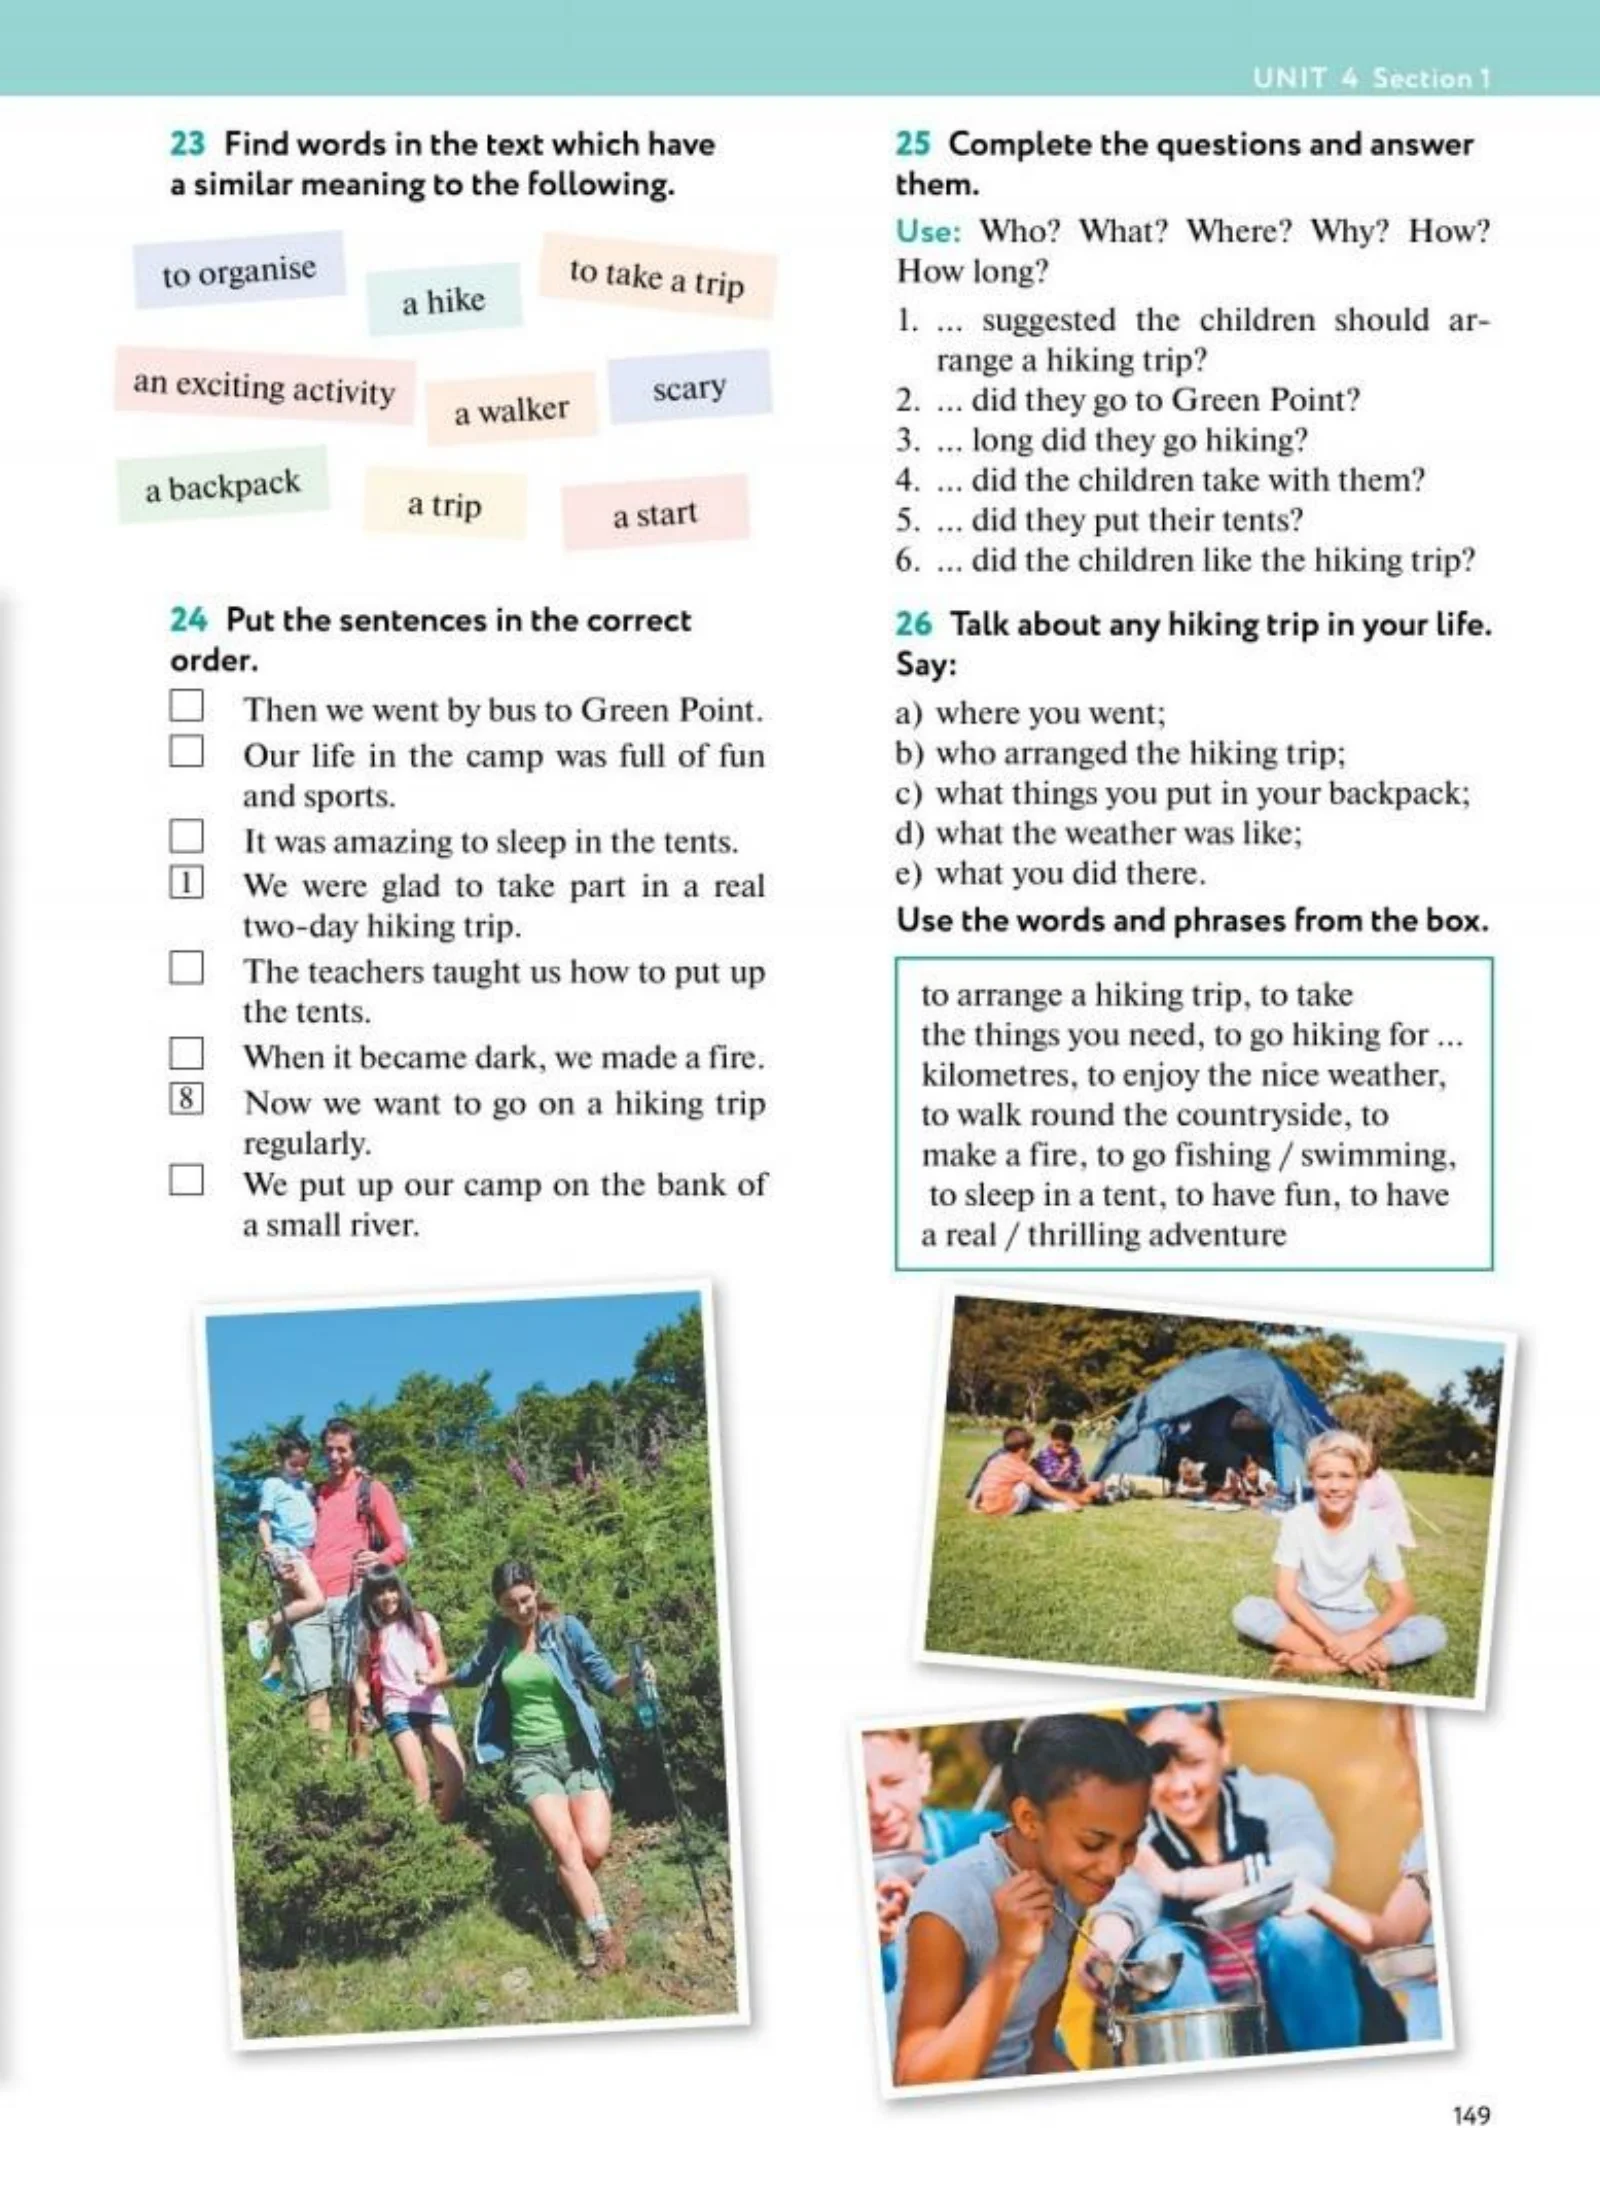 UNIT 4 Section 1
23 Find words in the text which have
a similar meaning to the following.
to organise
a hike
to take a trip
an exciting activity
a walker
scary
a backpack
a trip
a start
24 Put the sentences in the correct
order.
Then we went by bus to Green Point.
Our life in the camp was full of fun
and sports.
It was amazing to sleep in the tents.
1 We were glad to take part in a real
two-day hiking trip.
The teachers taught us how to put up
the tents.
When it became dark, we made a fire.
8 Now we want to go on a hiking trip
regularly.
We put up our camp on the bank of
a small river.
25 Complete the questions and answer
them.
Use: Who? What? Where? Why? How?
How long?
1. ... suggested the children should ar-
range a hiking trip?
2. ... did they go to Green Point?
3. ... long did they go hiking?
4. ... did the children take with them?
5. ... did they put their tents?
6. ... did the children like the hiking trip?
26 Talk about any hiking trip in your life.
Say:
a) where you went;
b) who arranged the hiking trip;
c) what things you put in your backpack;
d) what the weather was like;
e) what you did there.
Use the words and phrases from the box.
to arrange a hiking trip, to take
the things you need, to go hiking for ...
kilometres, to enjoy the nice weather,
to walk round the countryside, to
make a fire, to go fishing / swimming,
to sleep in a tent, to have fun, to have
a real / thrilling adventure
149